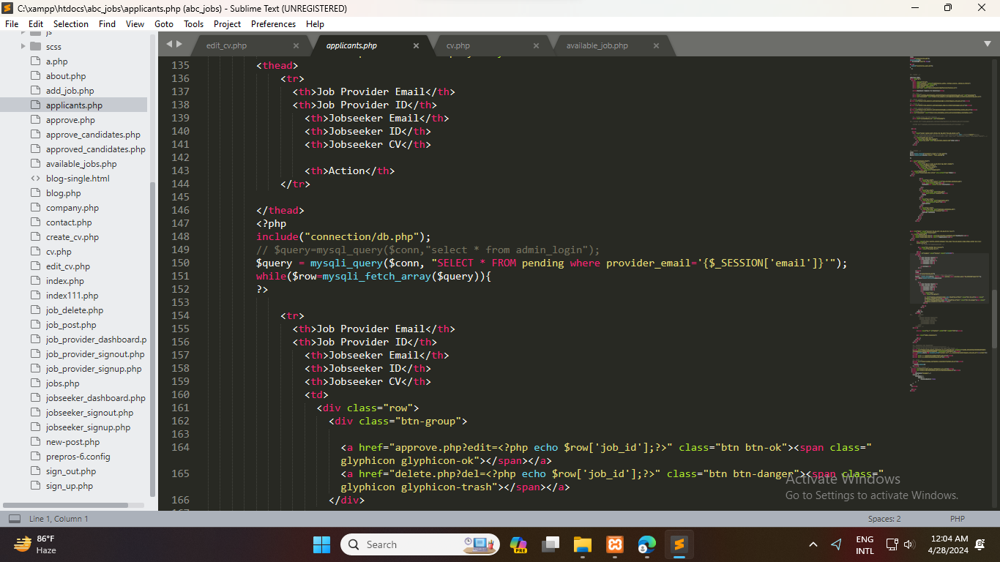 C:\xampp\htdocs\abc_jobs\applicants.php (abc_jobs) - Sublime Text (UNREGISTERED)
File Edit Selection Find View Goto Tools Project Preferences Help
js
scss
a.php
about.php
add_job.php
applicants.php
approve.php
approve_candidates.php
approved_candidates.php
available_jobs.php
blog-single.html
blog.php
company.php
contact.php
create_cv.php
cv.php
edit_cv.php
index.php
index111.php
job_delete.php
job_post.php
job_provider_dashboard.p
job_provider_signout.php
job_provider_signup.php
jobs.php
jobseeker_dashboard.php
jobseeker_signout.php
jobseeker_signup.php
new-post.php
prepros-6.config
sign_out.php
sign_up.php
edit_cv.php applicants.php cv.php available_job.php
135 <thead>
136 <tr>
137 <th>Job Provider Email</th>
138 <th>Job Provider ID</th>
139 <th>Jobseeker Email</th>
140 <th>Jobseeker ID</th>
141 <th>Jobseeker CV</th>
142
143 <th>Action</th>
144 </tr>
145
146 </thead>
147 <?php
148 include("connection/db.php");
149 // $query=mysql_query($conn,"select * from admin_login");
150 $query = mysqli_query($conn, "SELECT * FROM pending where provider_email='{$_SESSION['email']}'");
151 while($row=mysqli_fetch_array($query)){
152 ?>
153
154 <tr>
155 <th>Job Provider Email</th>
156 <th>Job Provider ID</th>
157 <th>Jobseeker Email</th>
158 <th>Jobseeker ID</th>
159 <th>Jobseeker CV</th>
160 <td>
161 <div class="row">
162 <div class="btn-group">
163
164 <a href="approve.php?edit=<?php echo $row['job_id'];?>" class="btn btn-ok"><span class="
glyphicon glyphicon-ok"></span></a>
165 <a href="delete.php?del=<?php echo $row['job_id'];?>" class="btn btn-danger"><span class="
glyphicon glyphicon-trash"></span></a>
166 </div>
Activate Windows
Go to Settings to activate Windows.
Line 1, Column 1 Spaces: 2 PHP
86°F
Haze
Search
PRE
ENG
INTL
12:04 AM
4/28/2024